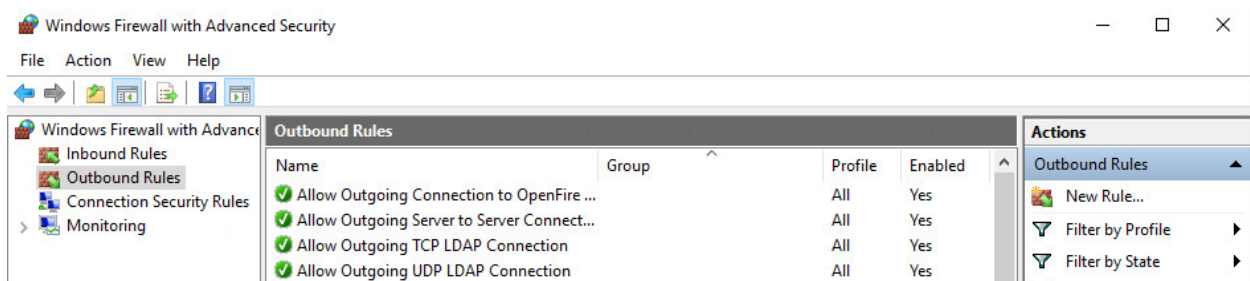 Windows Firewall with Advanced Security
File Action View Help
Windows Firewall with Advance
Inbound Rules
Outbound Rules
Connection Security Rules
Monitoring
Outbound Rules
Name Group Profile Enabled
Allow Outgoing Connection to OpenFire ... All Yes
Allow Outgoing Server to Server Connect... All Yes
Allow Outgoing TCP LDAP Connection All Yes
Allow Outgoing UDP LDAP Connection All Yes
Actions
Outbound Rules
New Rule...
Filter by Profile
Filter by State